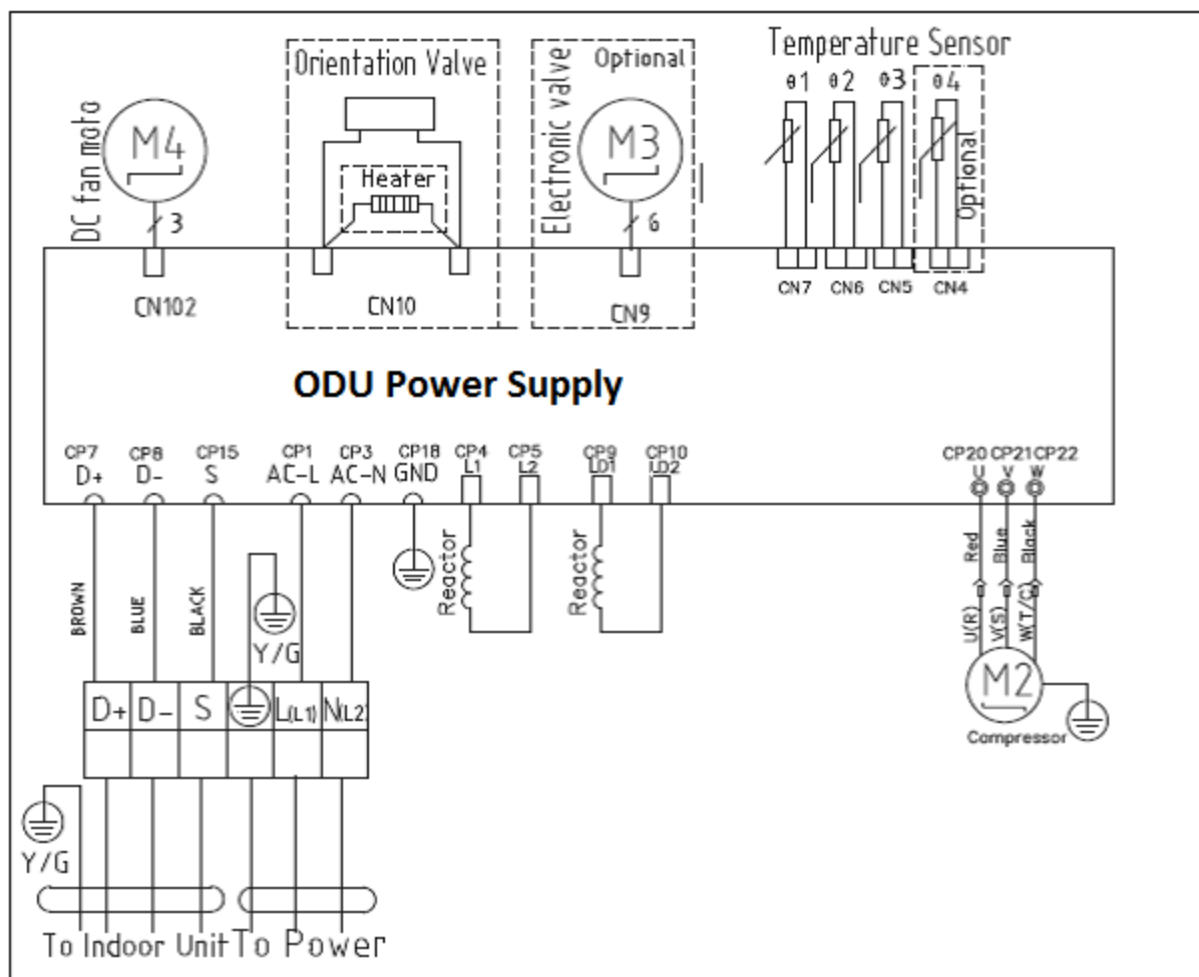 Orientation Valve
Optional
Temperature Sensor
DC fan moto
M4
Heater
Electronic valve
M3
θ1
θ2
θ3
θ4
Optional
3
6
CN102
CN10
CN9
CN7
CN6
CN5
CN4
ODU Power Supply
CP7
CP8
CP15
CP1
CP3
CP18
CP4
CP5
CP9
CP10
CP20
CP21
CP22
D+
D-
S
AC-L
AC-N
GND
L1
L2
LD1
LD2
U
V
W
BROWN
BLUE
BLACK
Reactor
Reactor
Red
Blue
Black
Y/G
U(R)
V(S)
W(T/C)
D+
D-
S
L(L1)
N(L2)
M2
Compressor
Y/G
To Indoor Unit
To Power